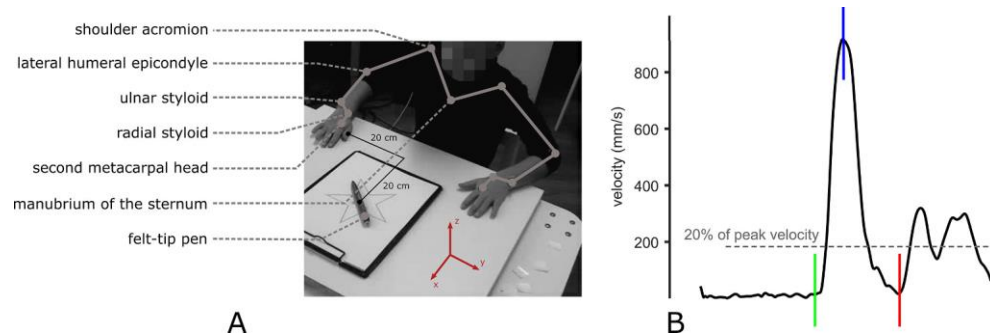 shoulder acromion
lateral humeral epicondyle
ulnar styloid
radial styloid
second metacarpal head
manubrium of the sternum
felt-tip pen
20 cm
20 cm
z
y
x
A
velocity (mm/s)
800
600
400
200
20% of peak velocity
B